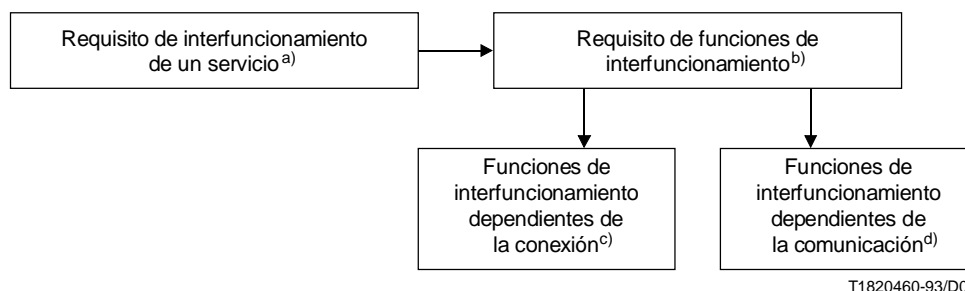 Requisito de interfuncionamiento
de un servicio a)
Requisito de funciones de
interfuncionamiento b)
Funciones de
interfuncionamiento
dependientes de
la conexión c)
Funciones de
interfuncionamiento
dependientes de
la comunicación d)
T1820460-93/D0